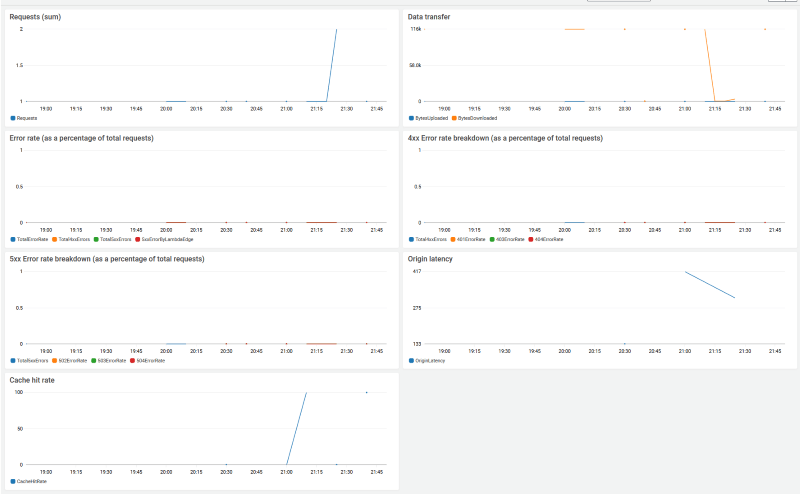 Requests (sum)
2
1.5
1
19:00 19:15 19:30 19:45 20:00 20:15 20:30 20:45 21:00 21:15 21:30 21:45
Requests
Data transfer
116k
58.0k
0
19:00 19:15 19:30 19:45 20:00 20:15 20:30 20:45 21:00 21:15 21:30 21:45
BytesUploaded BytesDownloaded
Error rate (as a percentage of total requests)
1
0.5
0
19:00 19:15 19:30 19:45 20:00 20:15 20:30 20:45 21:00 21:15 21:30 21:45
TotalErrorRate Total4xxErrors Total5xxErrors 5xxErrorByLambdaEdge
4xx Error rate breakdown (as a percentage of total requests)
1
0.5
0
19:00 19:15 19:30 19:45 20:00 20:15 20:30 20:45 21:00 21:15 21:30 21:45
Total4xxErrors 401ErrorRate 403ErrorRate 404ErrorRate
5xx Error rate breakdown (as a percentage of total requests)
1
0.5
0
19:00 19:15 19:30 19:45 20:00 20:15 20:30 20:45 21:00 21:15 21:30 21:45
Total5xxErrors 502ErrorRate 503ErrorRate 504ErrorRate
Origin latency
417
275
133
19:00 19:15 19:30 19:45 20:00 20:15 20:30 20:45 21:00 21:15 21:30 21:45
OriginLatency
Cache hit rate
100
50
0
19:00 19:15 19:30 19:45 20:00 20:15 20:30 20:45 21:00 21:15 21:30 21:45
CacheHitRate